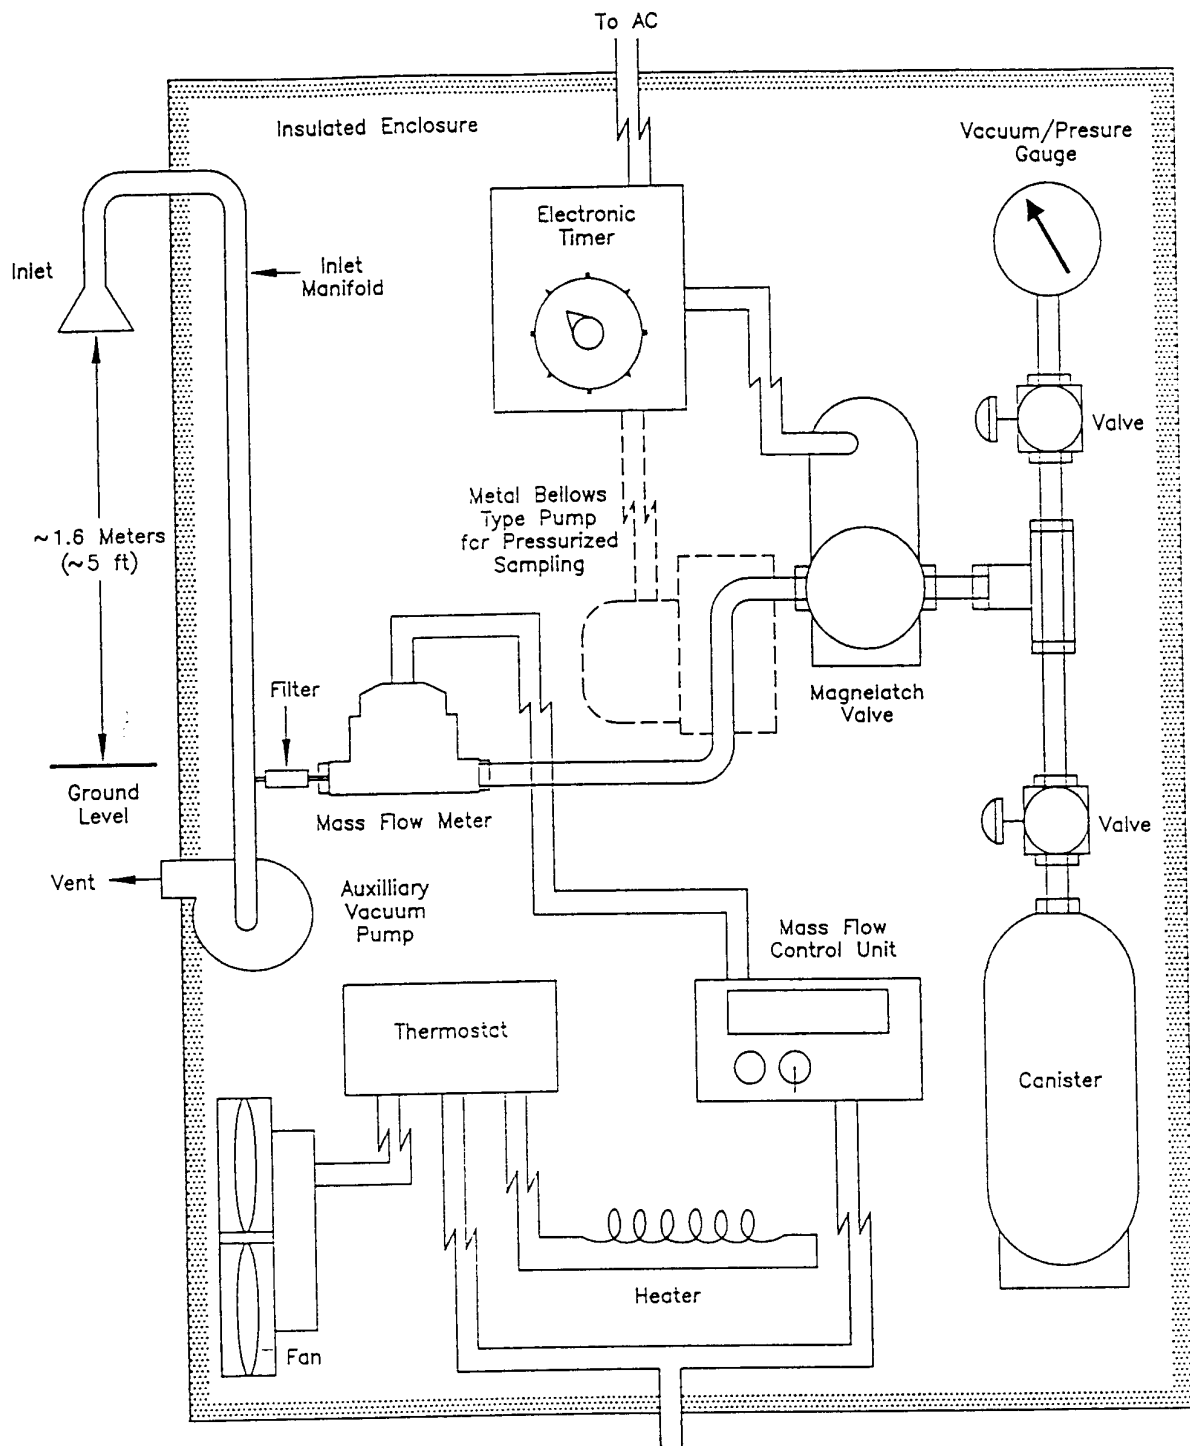 To AC
Insulated Enclosure
Vacuum/Presure
Gauge
Electronic
Timer
Inlet
Inlet
Manifold
Valve
Metal Bellows
Type Pump
for Pressurized
Sampling
~1.6 Meters
(~5 ft)
Filter
Magnelatch
Valve
Ground
Level
Mass Flow Meter
Valve
Vent
Auxilliary
Vacuum
Pump
Mass Flow
Control Unit
Thermostat
Canister
Heater
Fan